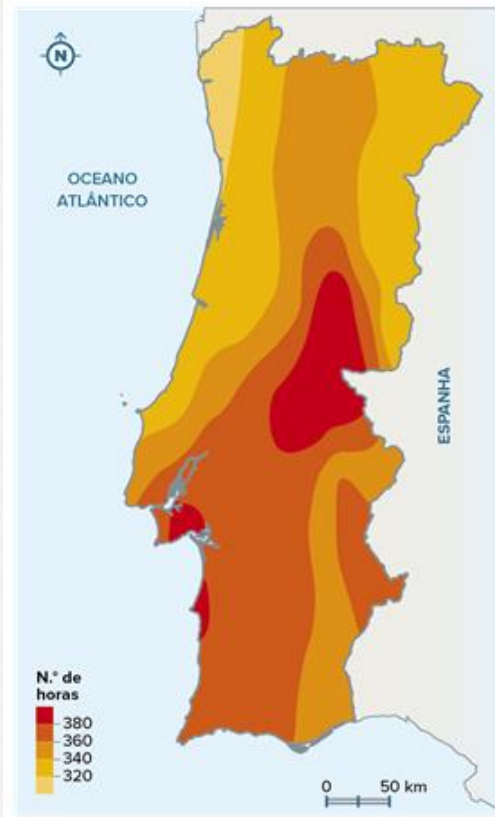 N
OCEANO
ATLÂNTICO
ESPANHA
N.° de
horas
380
360
340
320
0 50 km